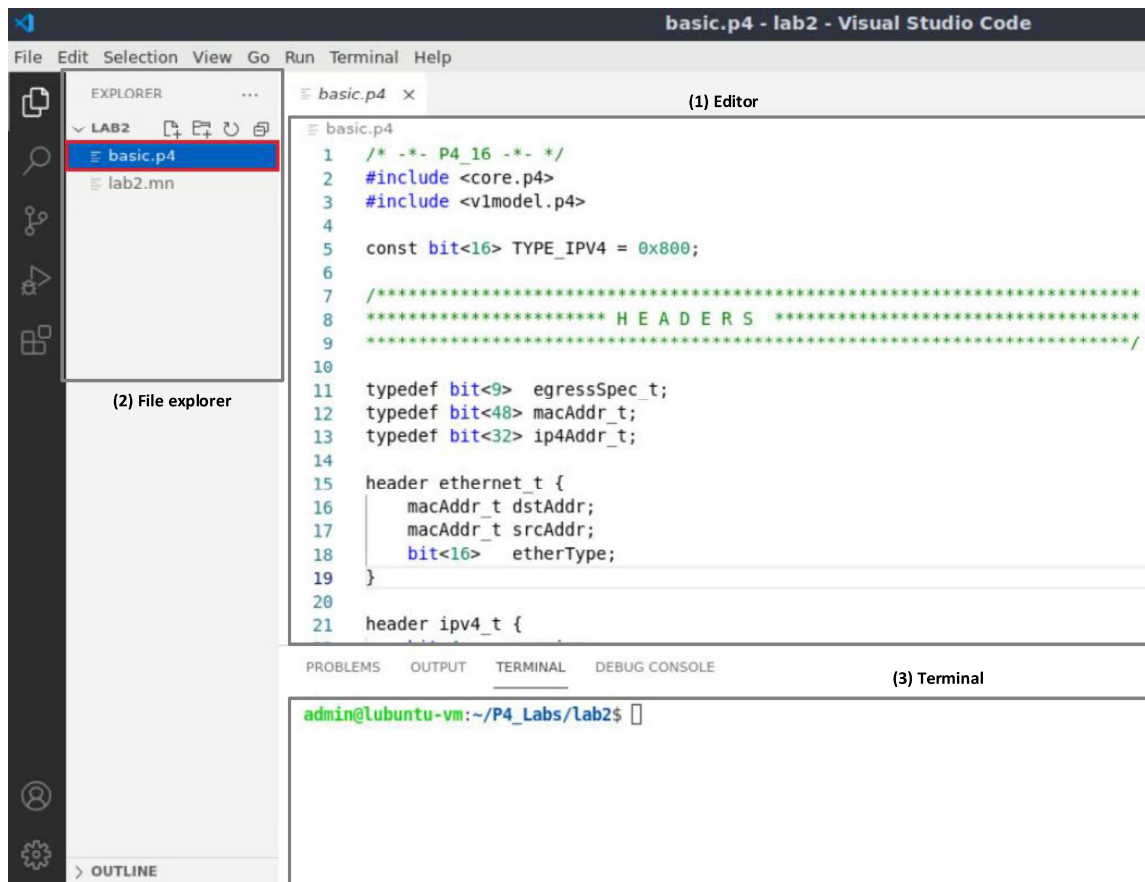 basic.p4 - lab2 - Visual Studio Code
File Edit Selection View Go Run Terminal Help
EXPLORER ...
LAB2
basic.p4
lab2.mn
(2) File explorer
OUTLINE
basic.p4 ×
(1) Editor
basic.p4
1 /* -*- P4_16 -*- */
2 #include <core.p4>
3 #include <v1model.p4>
4
5 const bit<16> TYPE_IPV4 = 0x800;
6
7 /*************************************************************************
8 *********************** H E A D E R S ***********************************
9 *************************************************************************/
10
11 typedef bit<9>  egressSpec_t;
12 typedef bit<48> macAddr_t;
13 typedef bit<32> ip4Addr_t;
14
15 header ethernet_t {
16     macAddr_t dstAddr;
17     macAddr_t srcAddr;
18     bit<16>   etherType;
19 }
20
21 header ipv4_t {
PROBLEMS OUTPUT TERMINAL DEBUG CONSOLE
(3) Terminal
admin@lubuntu-vm:~/P4_Labs/lab2$